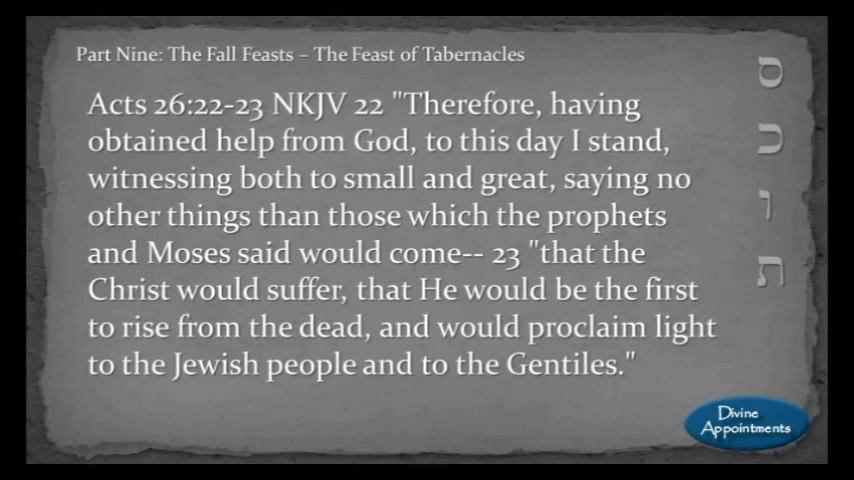 Part Nine: The Fall Feasts – The Feast of Tabernacles
Acts 26:22-23 NKJV 22 "Therefore, having
obtained help from God, to this day I stand,
witnessing both to small and great, saying no
other things than those which the prophets
and Moses said would come-- 23 "that the
Christ would suffer, that He would be the first
to rise from the dead, and would proclaim light
to the Jewish people and to the Gentiles."
ס
כ
ו
ת
Divine
Appointments